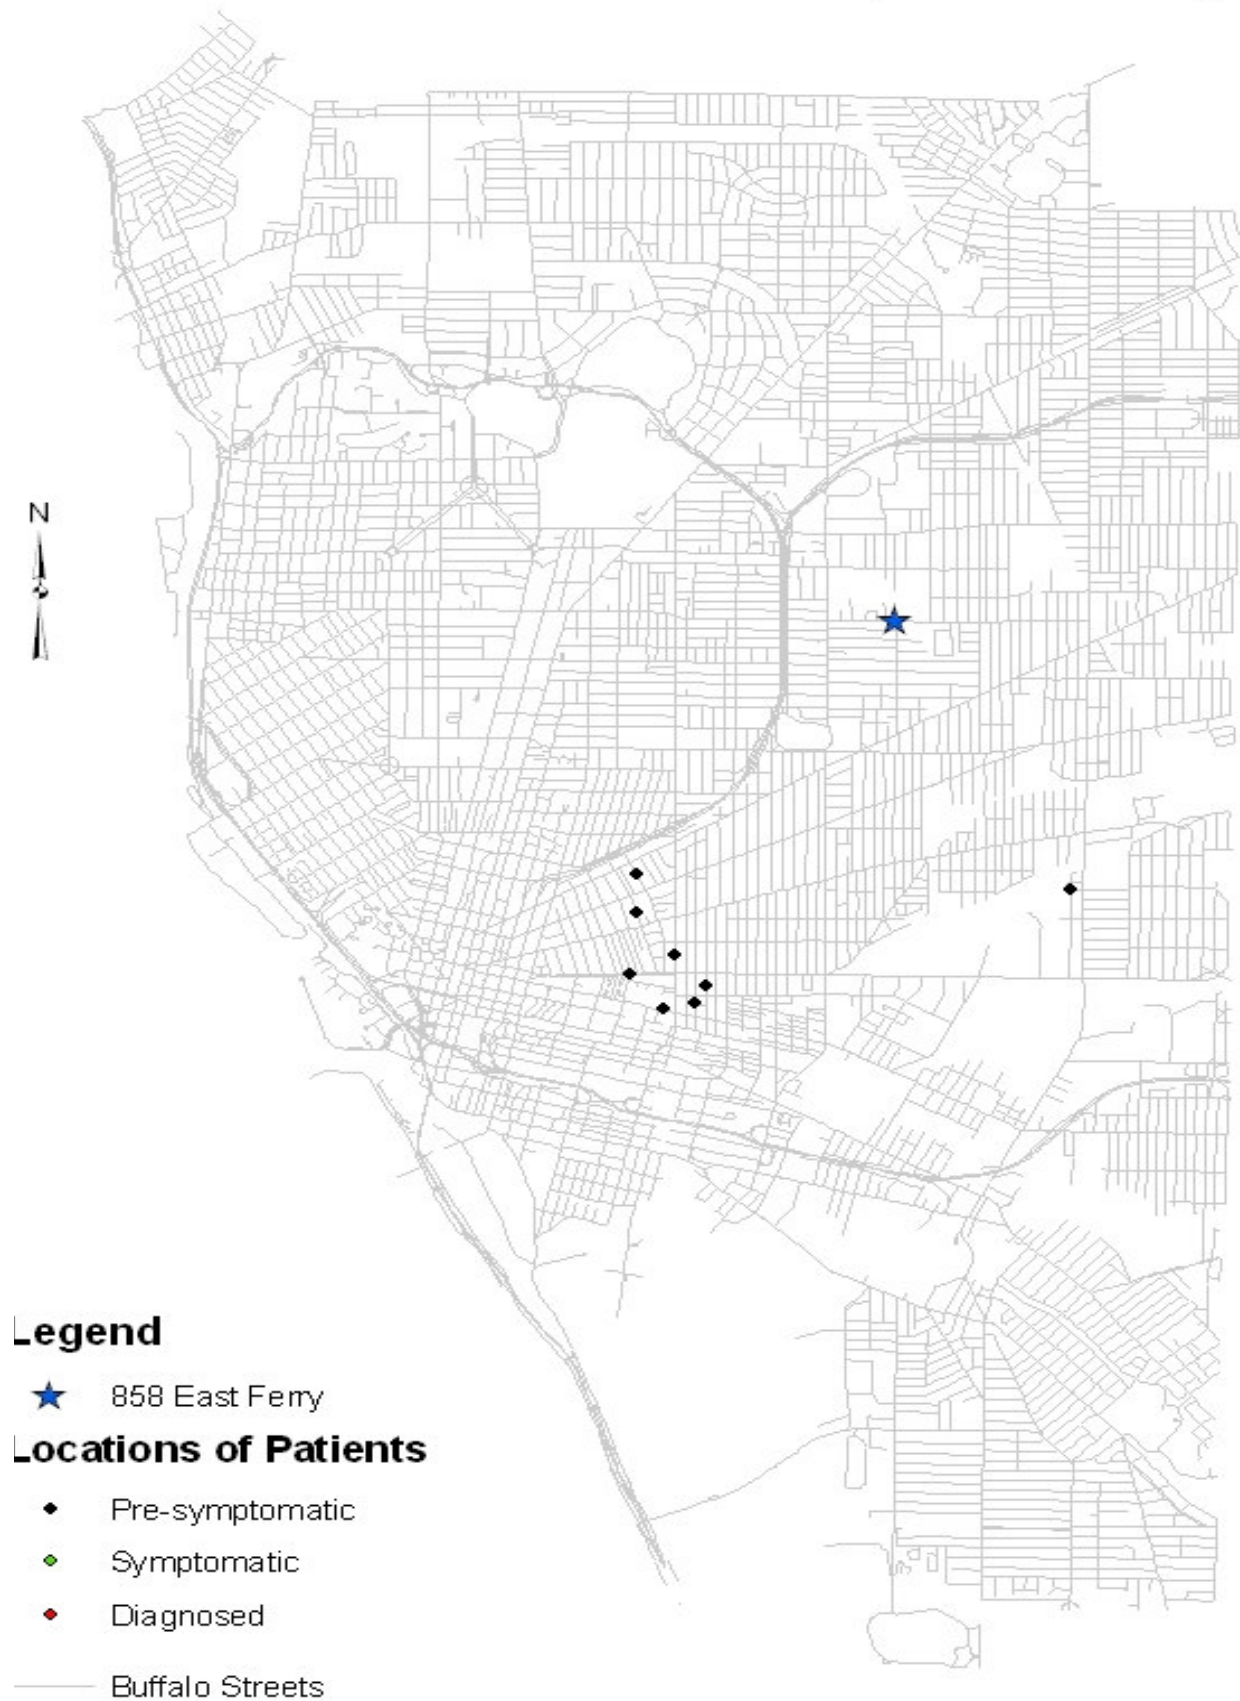 N
Legend
858 East Ferry
Locations of Patients
Pre-symptomatic
Symptomatic
Diagnosed
Buffalo Streets